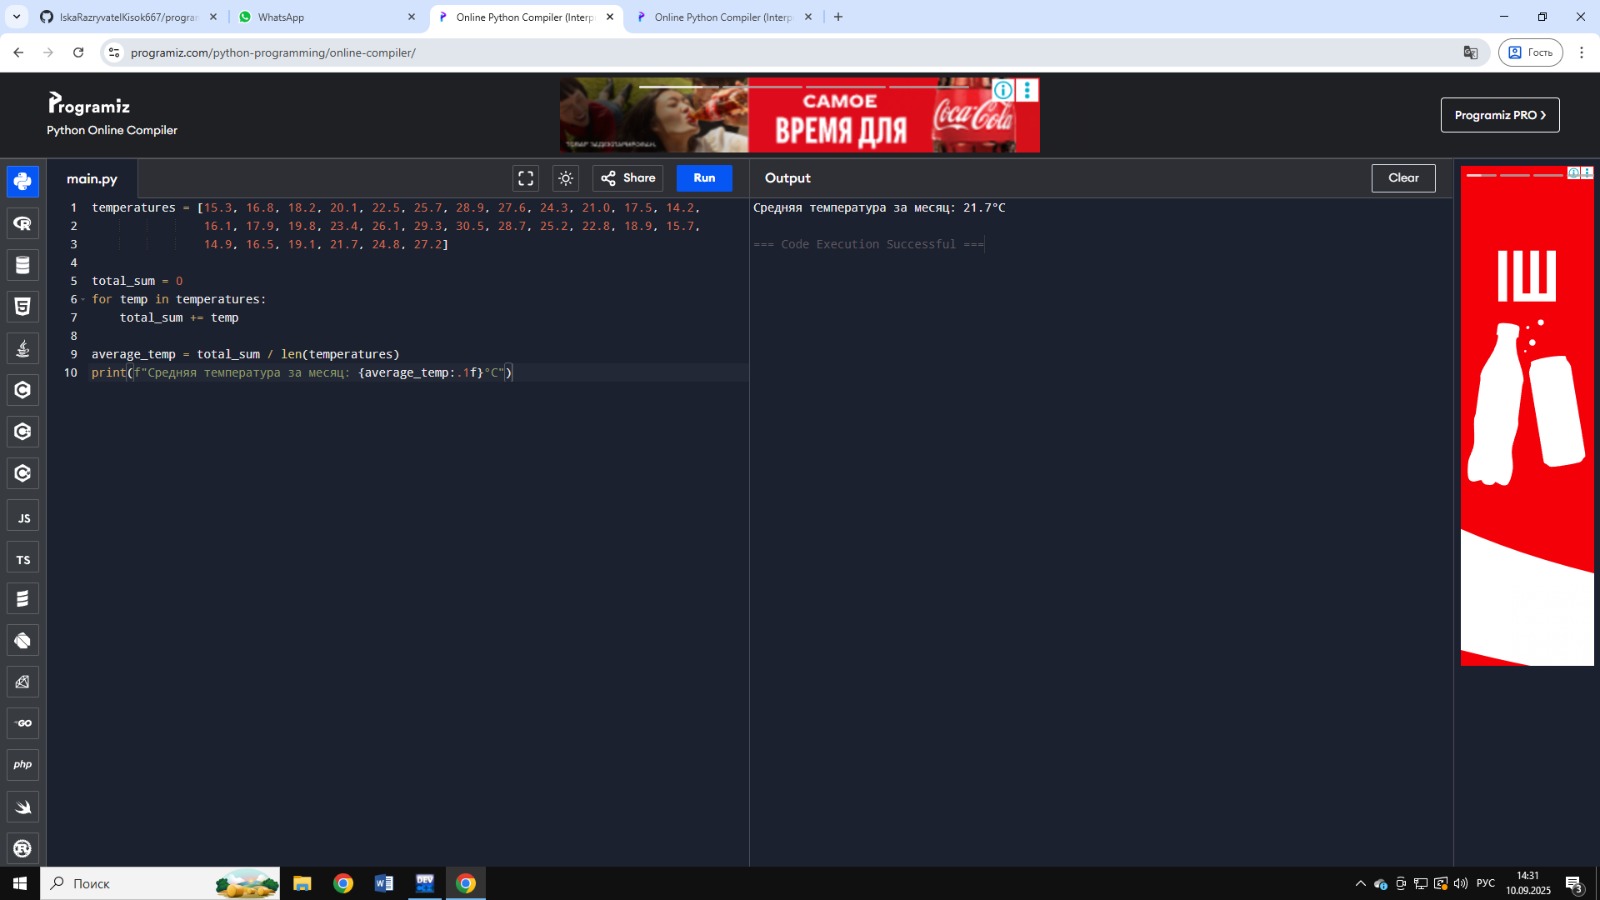 IskaRazryvatelKisok667/prograr
WhatsApp
Online Python Compiler (Interp
Online Python Compiler (Interp
programiz.com/python-programming/online-compiler/
Гость
Programiz
Python Online Compiler
САМОЕ
ВРЕМЯ ДЛЯ
Coca-Cola
Programiz PRO
main.py
Share
Run
Output
Clear
1 temperatures = [15.3, 16.8, 18.2, 20.1, 22.5, 25.7, 28.9, 27.6, 24.3, 21.0, 17.5, 14.2,
2 16.1, 17.9, 19.8, 23.4, 26.1, 29.3, 30.5, 28.7, 25.2, 22.8, 18.9, 15.7,
3 14.9, 16.5, 19.1, 21.7, 24.8, 27.2]
4
5 total_sum = 0
6 for temp in temperatures:
7 total_sum += temp
8
9 average_temp = total_sum / len(temperatures)
10 print(f"Средняя температура за месяц: {average_temp:.1f}°C")
Средняя температура за месяц: 21.7°C
=== Code Execution Successful ===
JS
TS
GO
php
Поиск
DEV
РУС
14:31
10.09.2025
3